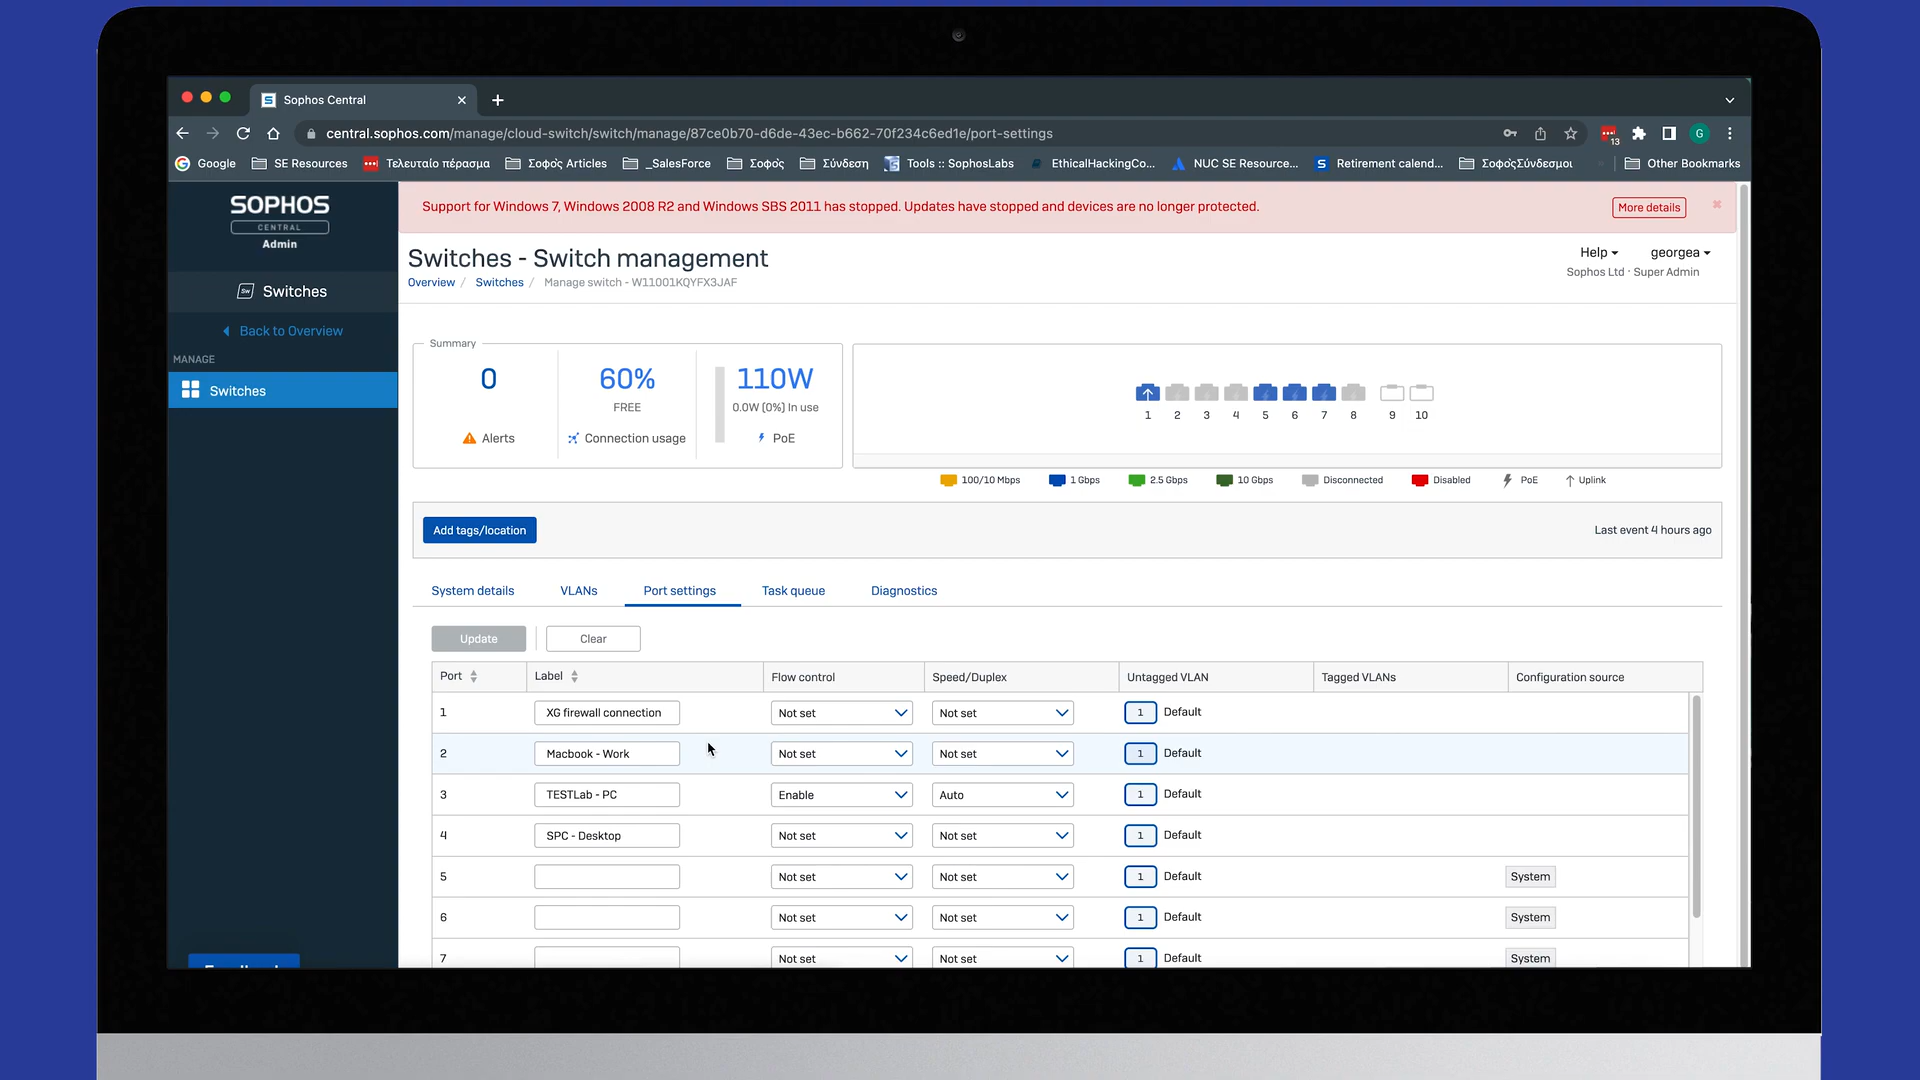 Sophos Central
central.sophos.com/manage/cloud-switch/switch/manage/87ce0b70-d6de-43ec-b662-70f234c6ed1e/port-settings
13
G
Google
SE Resources
Τελευταίο πέρασμα
Σοφος Articles
_SalesForce
Σοφος
Σύνδεση
Tools :: SophosLabs
EthicalHackingCo...
NUC SE Resource...
S
Retirement calend...
ΣοφοςΣύνδεσμοι
Other Bookmarks
SOPHOS
CENTRAL
Admin
Switches
Back to Overview
MANAGE
Switches
Support for Windows 7, Windows 2008 R2 and Windows SBS 2011 has stopped. Updates have stopped and devices are no longer protected.
More details
Switches - Switch management
Help
georgea
Overview / Switches / Manage switch - W11001KQYFX3JAF
Sophos Ltd · Super Admin
Summary
0
60%
110W
FREE
0.0W (0%) In use
Alerts
Connection usage
PoE
1 2 3 4 5 6 7 8 9 10
100/10 Mbps
1 Gbps
2.5 Gbps
10 Gbps
Disconnected
Disabled
PoE
Uplink
Add tags/location
Last event 4 hours ago
System details
VLANs
Port settings
Task queue
Diagnostics
Update
Clear
Port Label Flow control Speed/Duplex Untagged VLAN Tagged VLANs Configuration source
1 XG firewall connection Not set Not set 1 Default
2 Macbook - Work Not set Not set 1 Default
3 TESTLab - PC Enable Auto 1 Default
4 SPC - Desktop Not set Not set 1 Default
5 Not set Not set 1 Default System
6 Not set Not set 1 Default System
7 Not set Not set 1 Default System